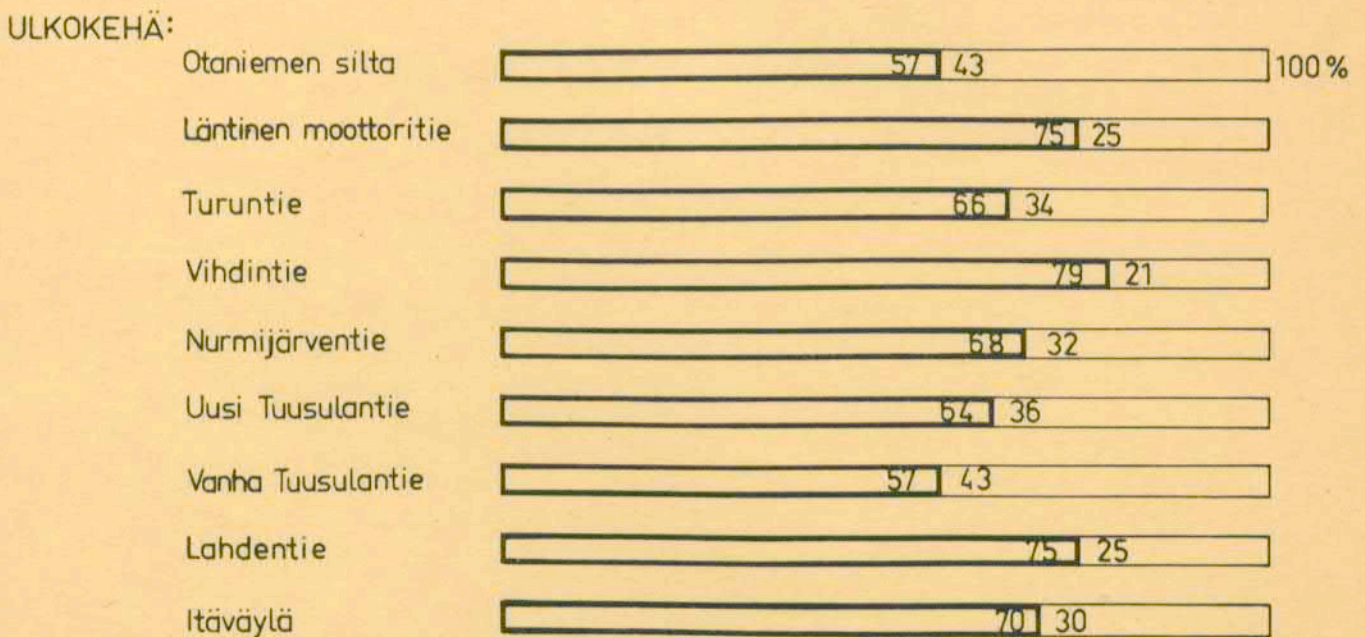 ULKOKEHÄ:
Otaniemen silta 57 43 100%
Läntinen moottoritie 75 25
Turuntie 66 34
Vihdintie 79 21
Nurmijärventie 68 32
Uusi Tuusulantie 64 36
Vanha Tuusulantie 57 43
Lahdentie 75 25
Itäväylä 70 30